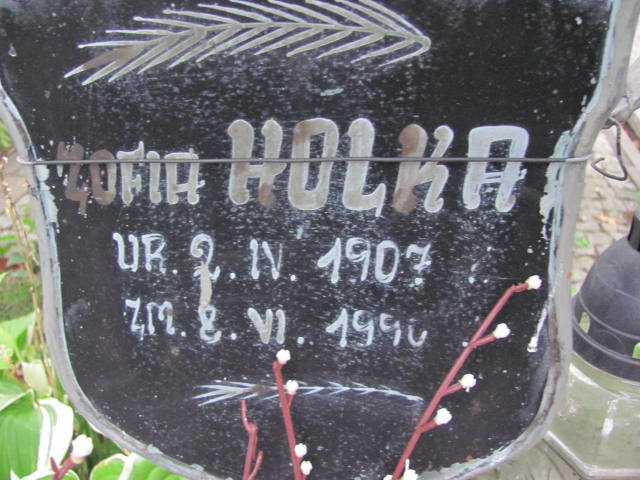 ZOFIA HOLKA
UR. 2. IV. 1907
ZM. 8. VI.